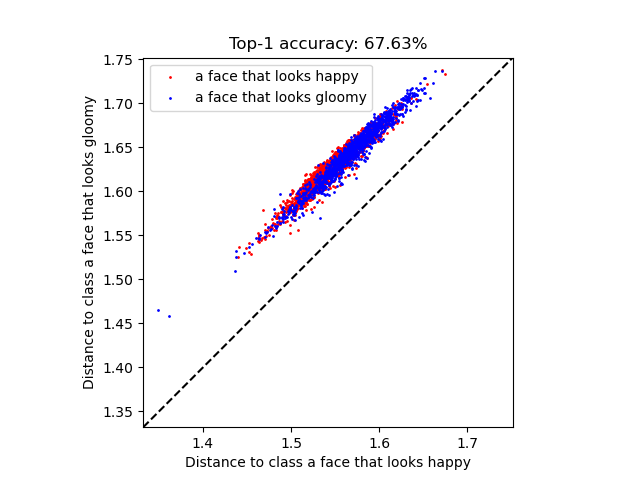 Top-1 accuracy: 67.63%
a face that looks happy
a face that looks gloomy
Distance to class a face that looks gloomy
1.75
1.70
1.65
1.60
1.55
1.50
1.45
1.40
1.35
1.4 1.5 1.6 1.7
Distance to class a face that looks happy